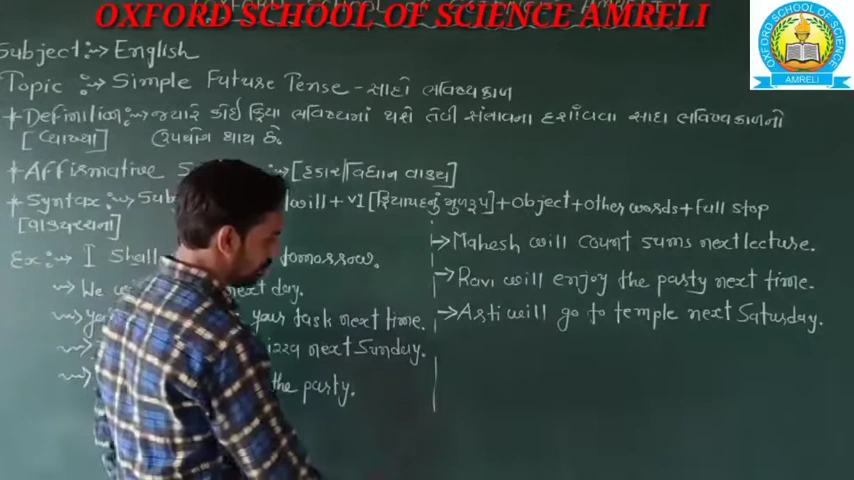 OXFORD SCHOOL of SCIENCE AMRELI
OXFORD SCHOOL OF SCIENCE
AMRELI
Subject :-> English
Topic :-> Simple Future Tense - સાદો ભવિષ્યકાળ
* Definition :-> જ્યારે કોઈ ક્રિયા ભવિષ્યમાં થશે તેવી સંભાવના દર્શાવવા સાદા ભવિષ્યકાળનો
[વ્યાખ્યા] ઉપયોગ થાય છે.
* Affirmative S :-> [હકાર/વિધાન વાક્ય]
* Syntax :-> Sub will + V1 [ક્રિયાપદનું મુળરૂપ] + object + other words + full stop
[વાક્યરચના]
Ex :-> I Shall tomorrow.
-> We next day.
-> your task next time.
-> next Sunday.
-> the party.
-> Mahesh will count sums next lecture.
-> Ravi will enjoy the party next time.
-> Asti will go to temple next Saturday.